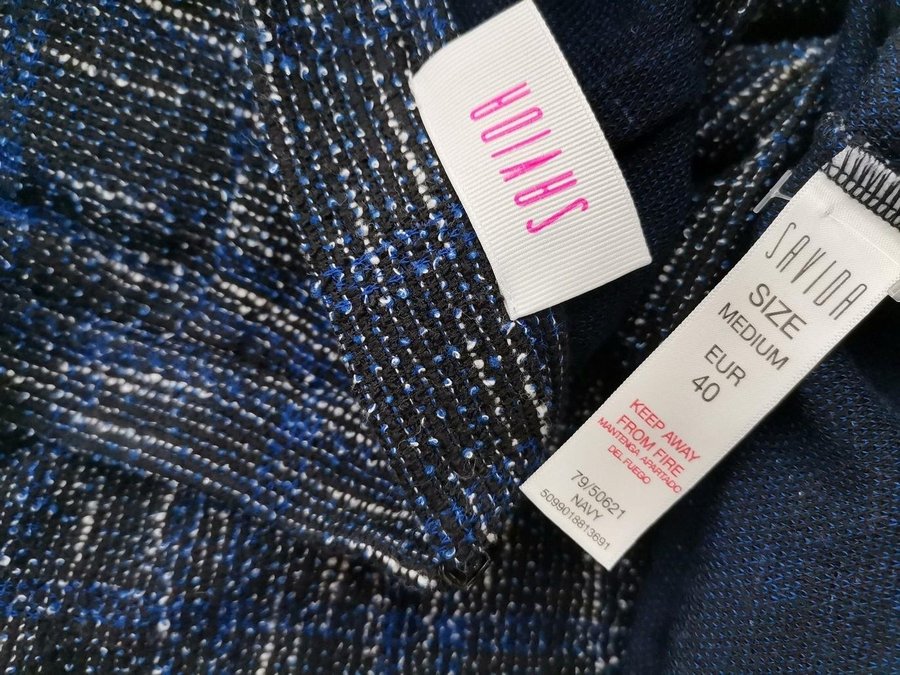 SAVIDA
SAVIDA
SIZE
MEDIUM
EUR
40
KEEP AWAY
FROM FIRE
MANTENGA APARTADO
DEL FUEGO
79/50621
NAVY
5099018813691